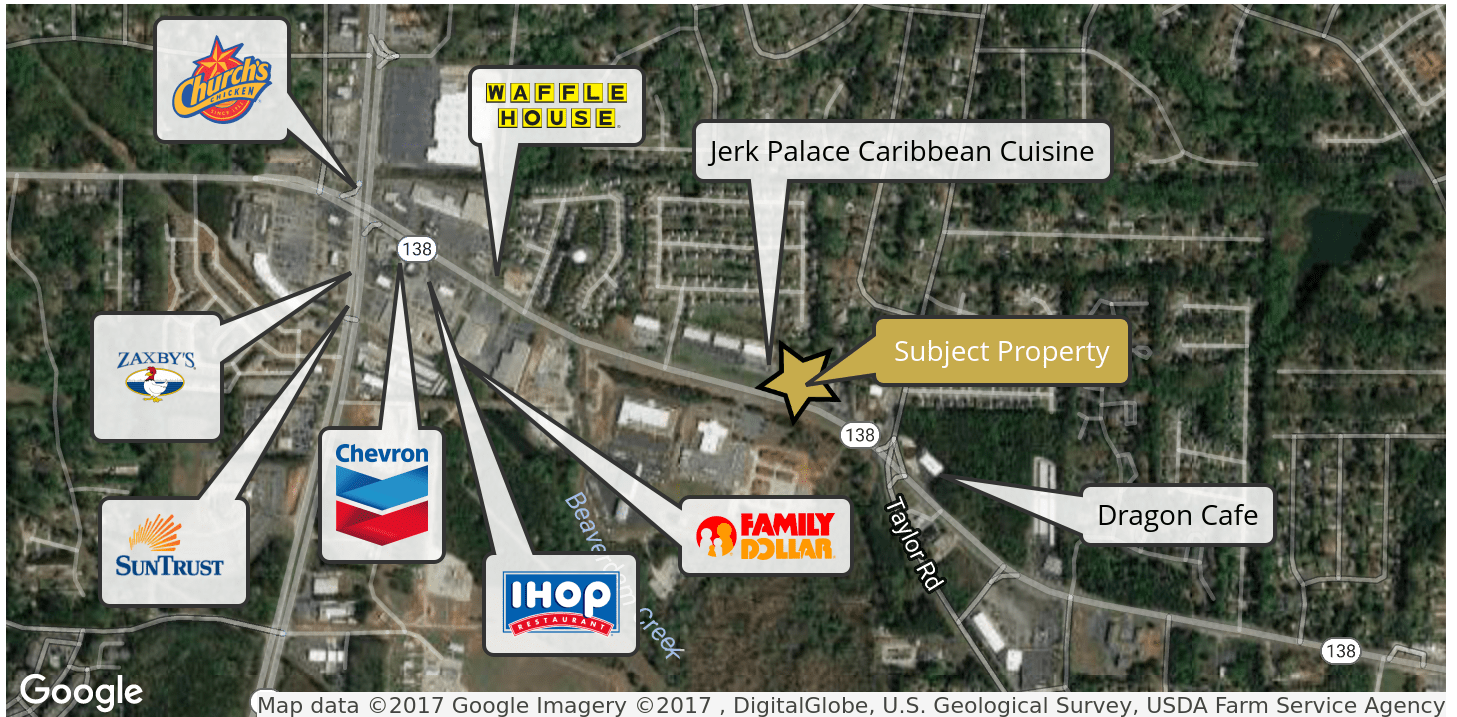 Church's
CHICKEN
SINCE 1952
WAFFLE
HOUSE
Jerk Palace Caribbean Cuisine
138
Subject Property
ZAXBY'S
138
Chevron
Dragon Cafe
Taylor Rd
FAMILY
DOLLAR
SUNTRUST
IHOP
RESTAURANT
Beaverdam Creek
138
Google
Map data ©2017 Google Imagery ©2017 , DigitalGlobe, U.S. Geological Survey, USDA Farm Service Agency